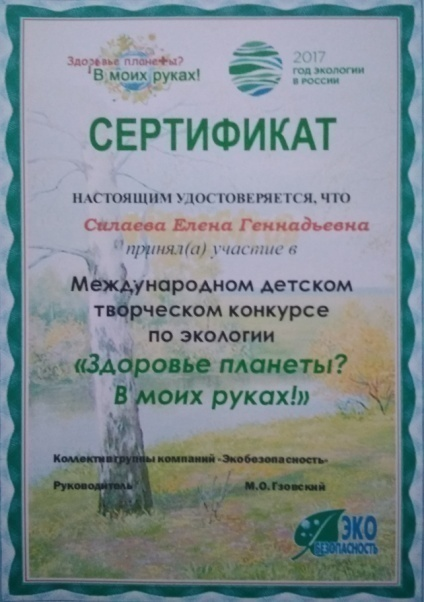 Здоровье планеты?
В моих руках!
2017
ГОД ЭКОЛОГИИ
В РОССИИ
СЕРТИФИКАТ
НАСТОЯЩИМ УДОСТОВЕРЯЕТСЯ, ЧТО
Силаева Елена Геннадьевна
принял(а) участие в
Международном детском
творческом конкурсе
по экологии
«Здоровье планеты?
В моих руках!»
Коллектив группы компаний «Экобезопасность»
Руководитель М.О. Гзовский
ЭКО
БЕЗОПАСНОСТЬ